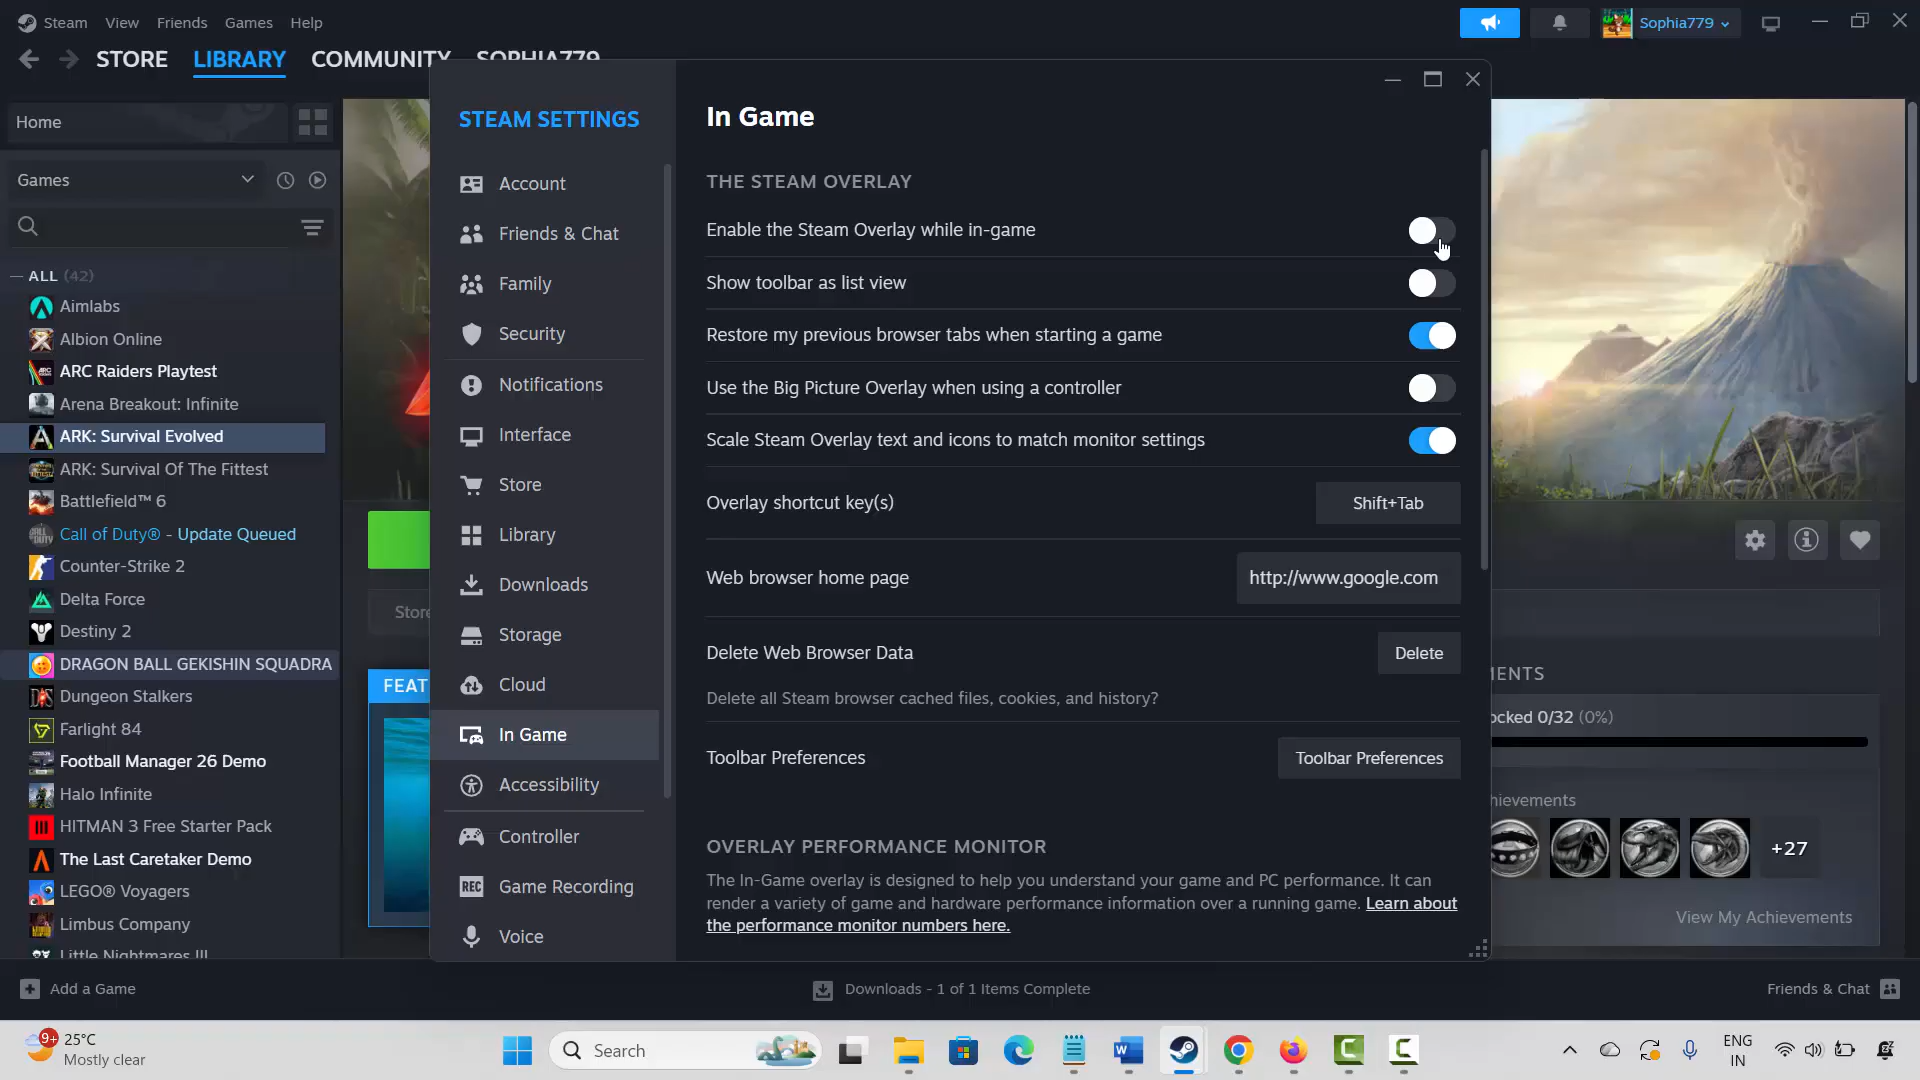 Steam View Friends Games Help
Sophia779
STORE LIBRARY COMMUNITY SOPHIA779
Home
Games
ALL (42)
Aimlabs
Albion Online
ARC Raiders Playtest
Arena Breakout: Infinite
ARK: Survival Evolved
ARK: Survival Of The Fittest
Battlefield™ 6
Call of Duty® - Update Queued
Counter-Strike 2
Delta Force
Destiny 2
DRAGON BALL GEKISHIN SQUADRA
Dungeon Stalkers
Farlight 84
Football Manager 26 Demo
Halo Infinite
HITMAN 3 Free Starter Pack
The Last Caretaker Demo
LEGO® Voyagers
Limbus Company
Little Nightmares III
Store
FEAT
STEAM SETTINGS
Account
Friends & Chat
Family
Security
Notifications
Interface
Store
Library
Downloads
Storage
Cloud
In Game
Accessibility
Controller
REC Game Recording
Voice
In Game
THE STEAM OVERLAY
Enable the Steam Overlay while in-game
Show toolbar as list view
Restore my previous browser tabs when starting a game
Use the Big Picture Overlay when using a controller
Scale Steam Overlay text and icons to match monitor settings
Overlay shortcut key(s) Shift+Tab
Web browser home page http://www.google.com
Delete Web Browser Data Delete
Delete all Steam browser cached files, cookies, and history?
Toolbar Preferences Toolbar Preferences
OVERLAY PERFORMANCE MONITOR
The In-Game overlay is designed to help you understand your game and PC performance. It can
render a variety of game and hardware performance information over a running game. Learn about
the performance monitor numbers here.
MENTS
ocked 0/32 (0%)
hievements
+27
View My Achievements
Add a Game
Downloads - 1 of 1 Items Complete
Friends & Chat
9+
25°C
Mostly clear
Search
ENG
IN